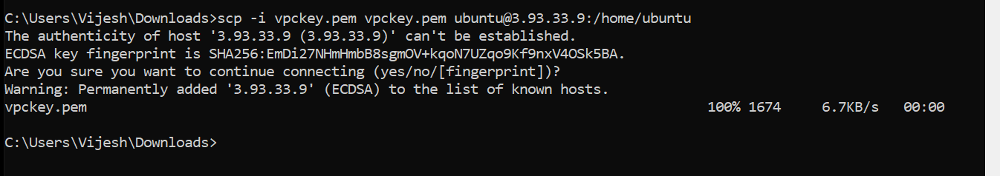 C:\Users\Vijesh\Downloads>scp -i vpckey.pem vpckey.pem ubuntu@3.93.33.9:/home/ubuntu
The authenticity of host '3.93.33.9 (3.93.33.9)' can't be established.
ECDSA key fingerprint is SHA256:EmDi27NHmHmbB8sgmOV+kqoN7UZqo9Kf9nxV4OSk5BA.
Are you sure you want to continue connecting (yes/no/[fingerprint])?
Warning: Permanently added '3.93.33.9' (ECDSA) to the list of known hosts.
vpckey.pem 100% 1674 6.7KB/s 00:00
C:\Users\Vijesh\Downloads>